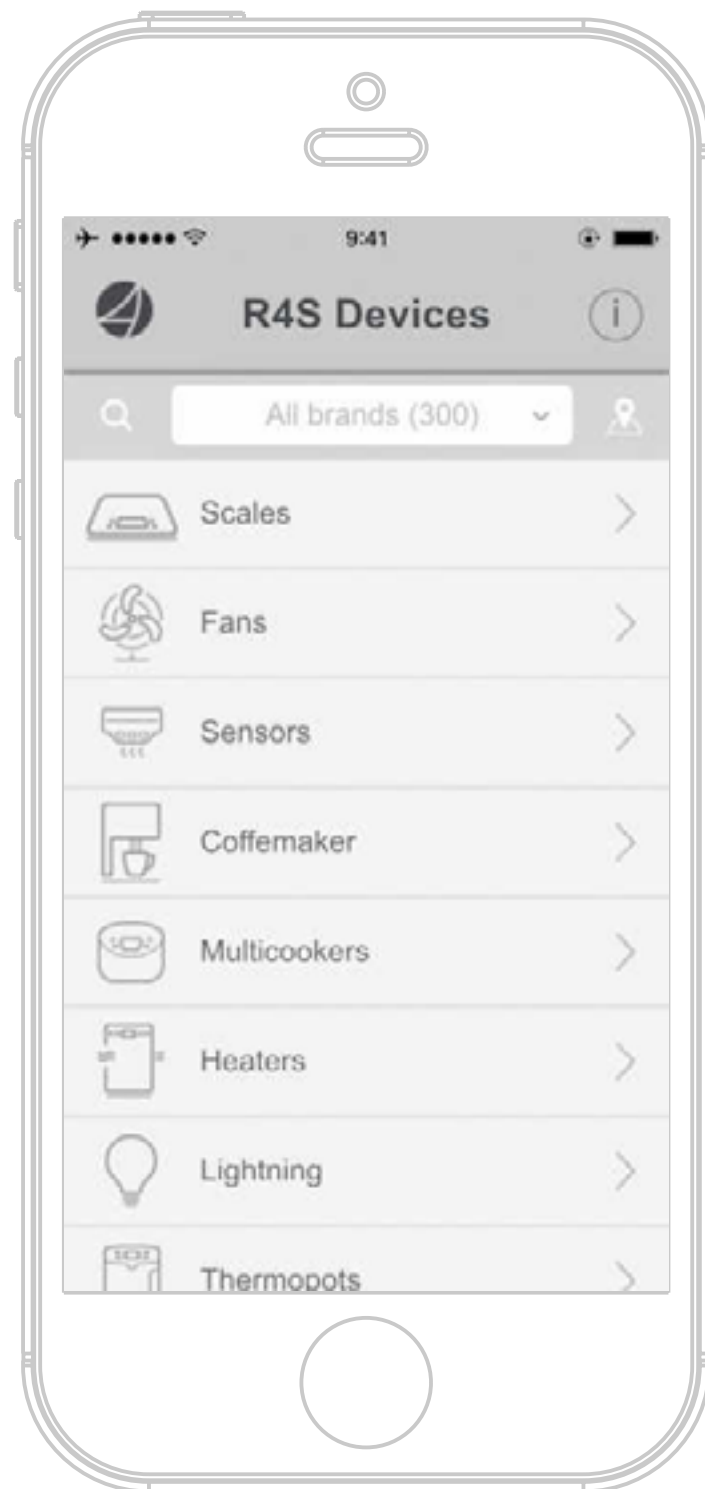 9:41
R4S Devices
i
All brands (300)
Scales
Fans
Sensors
Coffemaker
Multicookers
Heaters
Lightning
Thermopots